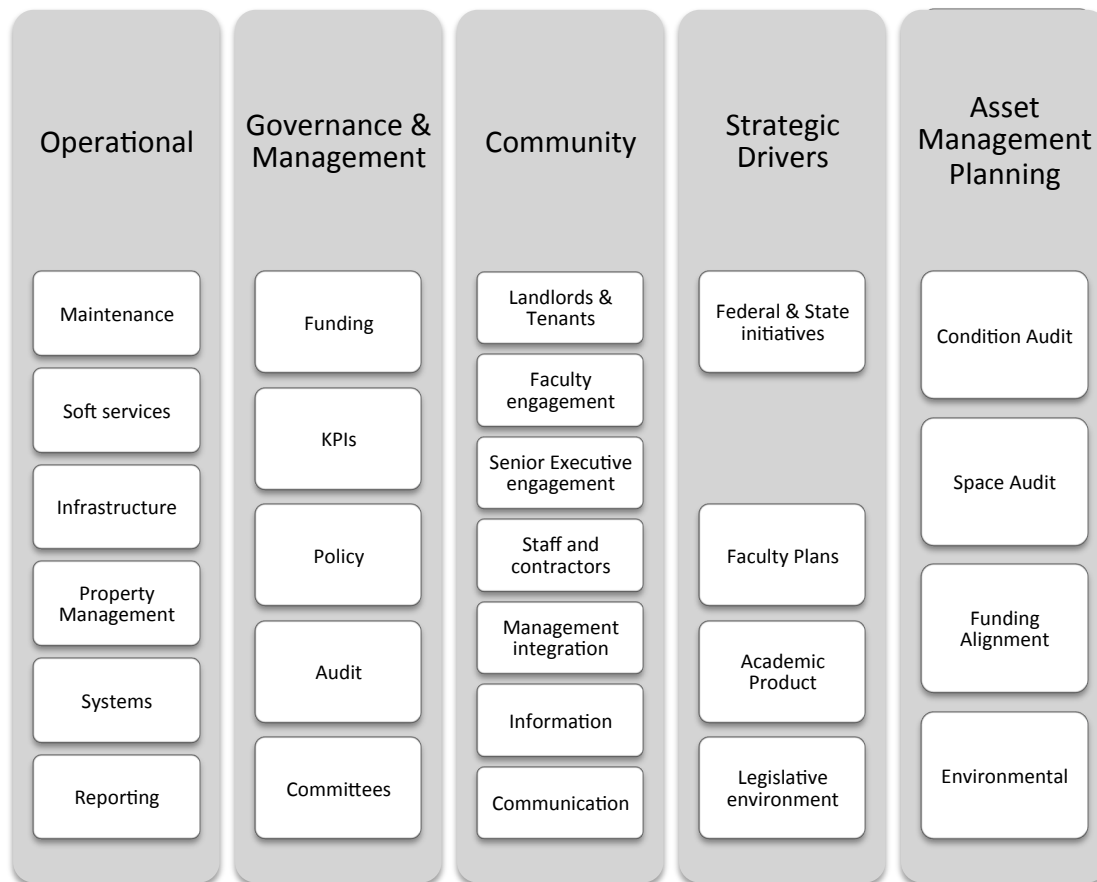 Operational
Maintenance
Soft services
Infrastructure
Property
Management
Systems
Reporting
Governance &
Management
Funding
KPIs
Policy
Audit
Committees
Community
Landlords &
Tenants
Faculty
engagement
Senior Executive
engagement
Staff and
contractors
Management
integration
Information
Communication
Strategic
Drivers
Federal & State
initiatives
Faculty Plans
Academic
Product
Legislative
environment
Asset
Management
Planning
Condition Audit
Space Audit
Funding
Alignment
Environmental